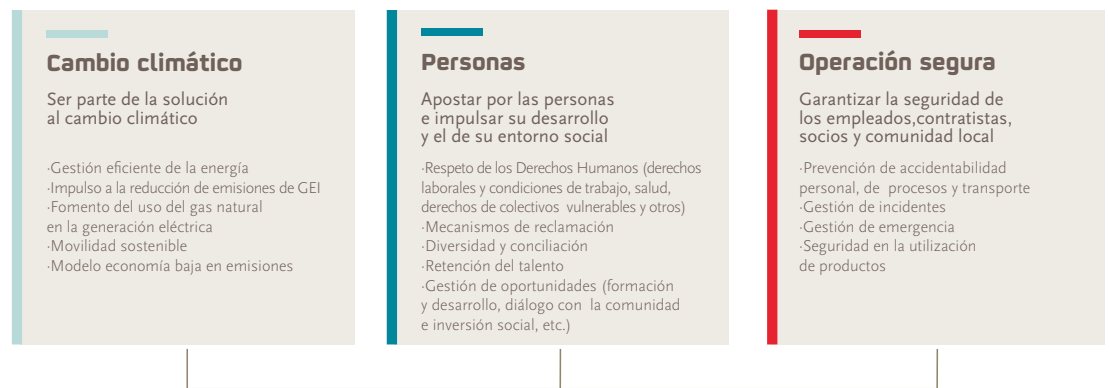 Cambio climático
Ser parte de la solución
al cambio climático
·Gestión eficiente de la energía
·Impulso a la reducción de emisiones de GEI
·Fomento del uso del gas natural
en la generación eléctrica
·Movilidad sostenible
·Modelo economía baja en emisiones
Personas
Apostar por las personas
e impulsar su desarrollo
y el de su entorno social
·Respeto de los Derechos Humanos (derechos
laborales y condiciones de trabajo, salud,
derechos de colectivos vulnerables y otros)
·Mecanismos de reclamación
·Diversidad y conciliación
·Retención del talento
·Gestión de oportunidades (formación
y desarrollo, diálogo con la comunidad
e inversión social, etc.)
Operación segura
Garantizar la seguridad de
los empleados,contratistas,
socios y comunidad local
·Prevención de accidentabilidad
personal, de procesos y transporte
·Gestión de incidentes
·Gestión de emergencia
·Seguridad en la utilización
de productos